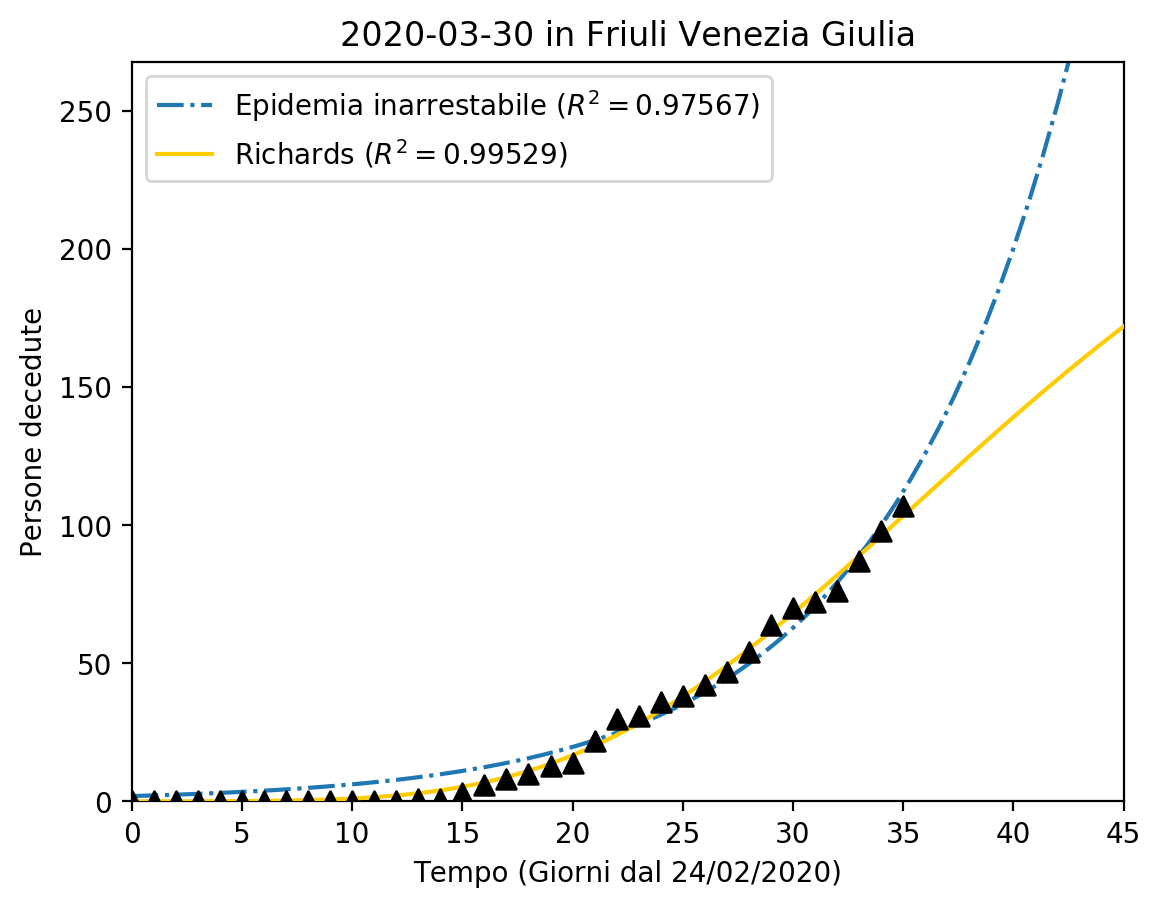 2020-03-30 in Friuli Venezia Giulia
Epidemia inarrestabile (R² = 0.97567)
Richards (R² = 0.99529)
250
200
150
100
50
0
Persone decedute
0 5 10 15 20 25 30 35 40 45
Tempo (Giorni dal 24/02/2020)